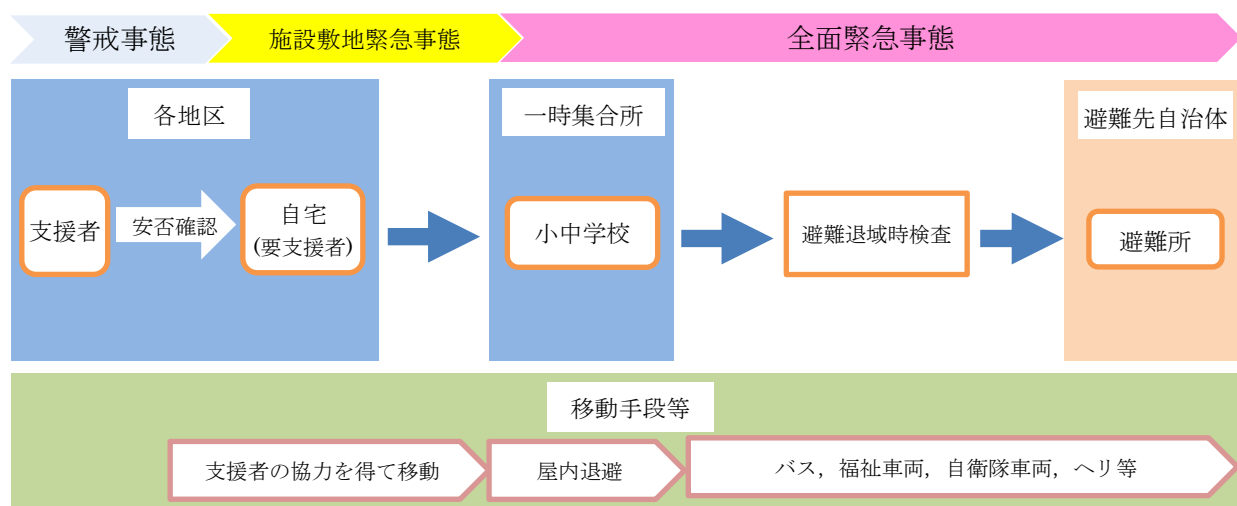 警戒事態
施設敷地緊急事態
全面緊急事態
各地区
一時集合所
避難先自治体
支援者
安否確認
自宅
(要支援者)
小中学校
避難退域時検査
避難所
移動手段等
支援者の協力を得て移動
屋内退避
バス，福祉車両，自衛隊車両，ヘリ等